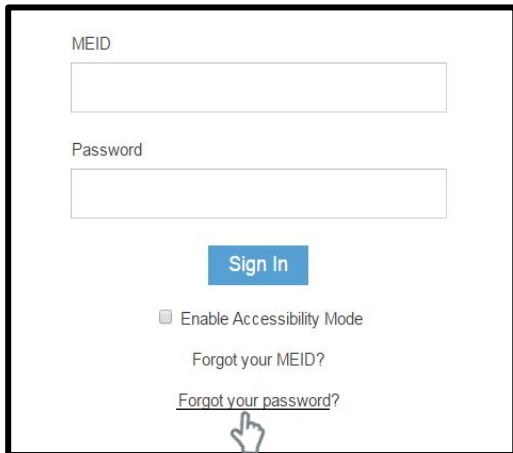 MEID
Password
Sign In
Enable Accessibility Mode
Forgot your MEID?
Forgot your password?